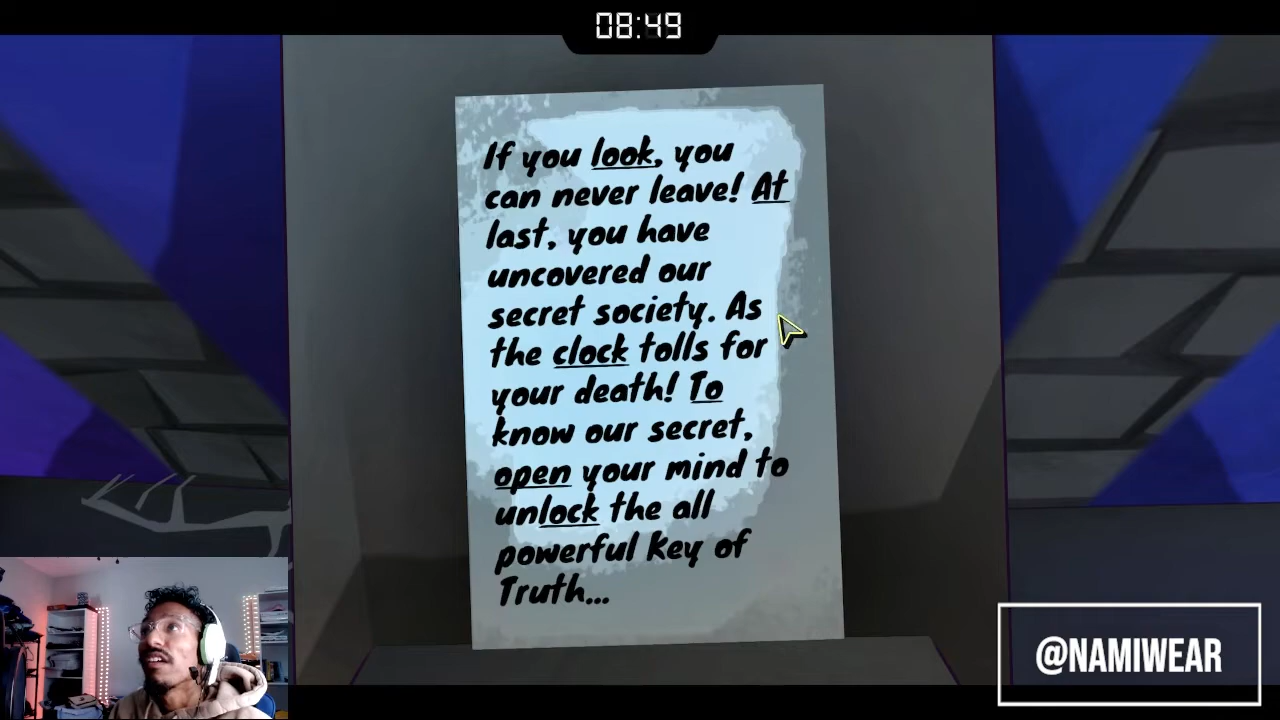 08:49
If you look, you
can never leave! At
last, you have
uncovered our
secret society. As
the clock tolls for
your death! To
know our secret,
open your mind to
unlock the all
powerful Key of
Truth...
@NAMIWEAR